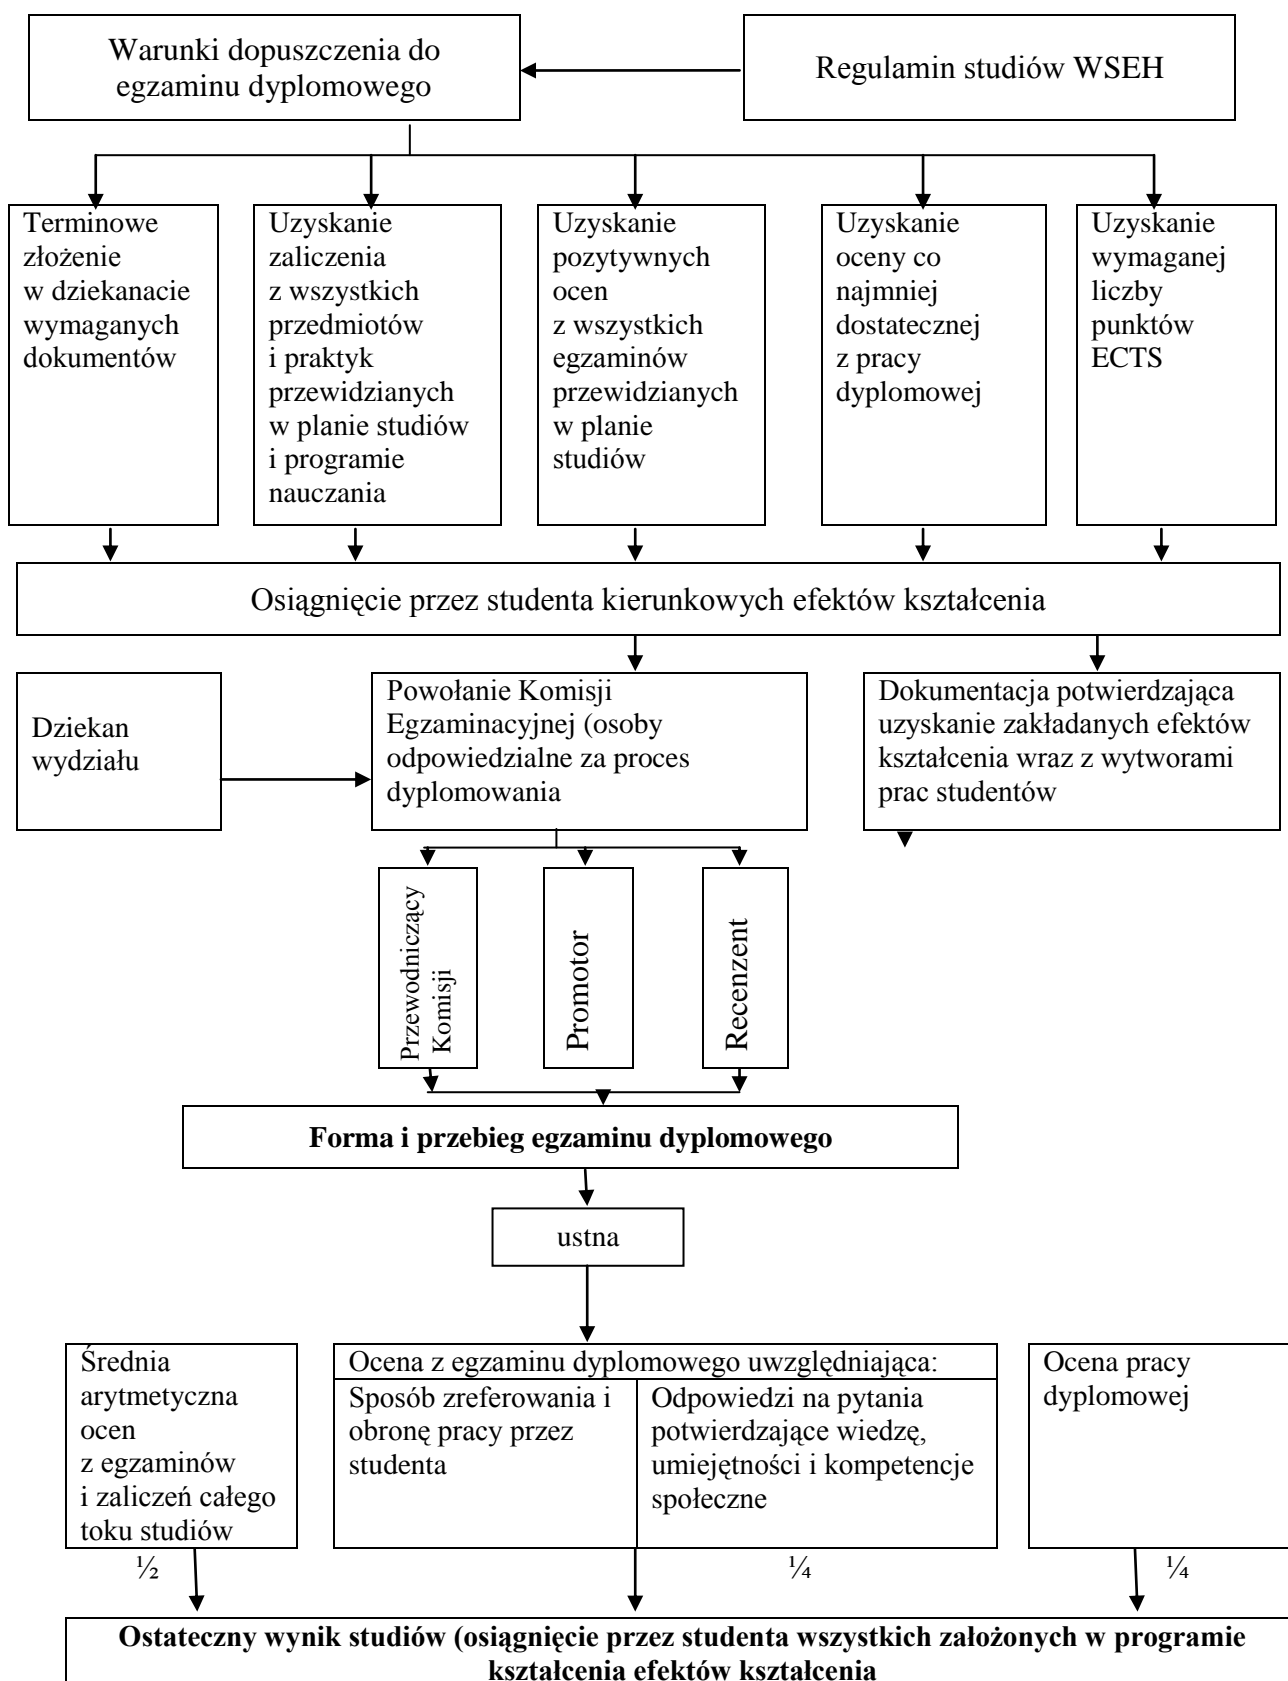 Warunki dopuszczenia do
egzaminu dyplomowego
Regulamin studiów WSEH
Terminowe
złożenie
w dziekanacie
wymaganych
dokumentów
Uzyskanie
zaliczenia
z wszystkich
przedmiotów
i praktyk
przewidzianych
w planie studiów
i programie
nauczania
Uzyskanie
pozytywnych
ocen
z wszystkich
egzaminów
przewidzianych
w planie
studiów
Uzyskanie
oceny co
najmniej
dostatecznej
z pracy
dyplomowej
Uzyskanie
wymaganej
liczby
punktów
ECTS
Osiągnięcie przez studenta kierunkowych efektów kształcenia
Dziekan
wydziału
Powołanie Komisji
Egzaminacyjnej (osoby
odpowiedzialne za proces
dyplomowania
Dokumentacja potwierdzająca
uzyskanie zakładanych efektów
kształcenia wraz z wytworami
prac studentów
Przewodniczący
Komisji
Promotor
Recenzent
Forma i przebieg egzaminu dyplomowego
ustna
Średnia
arytmetyczna
ocen
z egzaminów
i zaliczeń całego
toku studiów
Ocena z egzaminu dyplomowego uwzględniająca:
Sposób zreferowania i
obronę pracy przez
studenta
Odpowiedzi na pytania
potwierdzające wiedzę,
umiejętności i kompetencje
społeczne
Ocena pracy
dyplomowej
½
¼
¼
Ostateczny wynik studiów (osiągnięcie przez studenta wszystkich założonych w programie
kształcenia efektów kształcenia